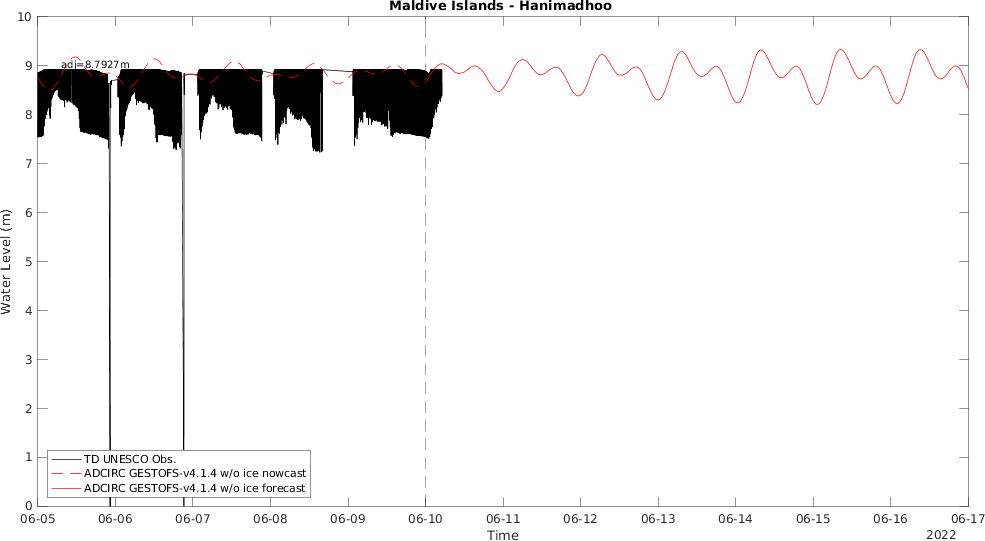 Maldive Islands - Hanimadhoo
10
9
8
7
6
5
4
3
2
1
0
Water Level (m)
adj=8.7927m
TD UNESCO Obs.
ADCIRC GESTOFS-v4.1.4 w/o ice nowcast
ADCIRC GESTOFS-v4.1.4 w/o ice forecast
06-05 06-06 06-07 06-08 06-09 06-10 06-11 06-12 06-13 06-14 06-15 06-16 06-17
Time
2022